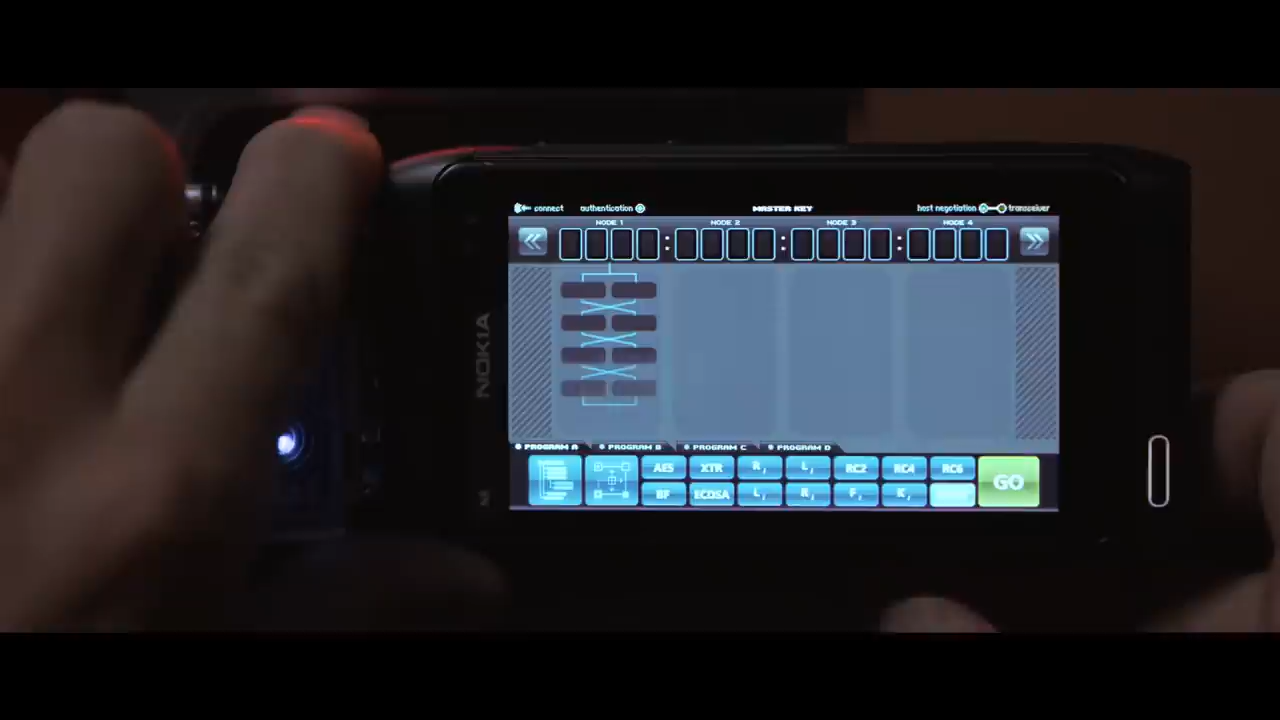 connect authentication MASTER KEY host negotiation transceiver
NODE 1 NODE 2 NODE 3 NODE 4
« : : : »
NOKIA
PROGRAM A PROGRAM B PROGRAM C PROGRAM D
AES XTR R, L, RC2 RC4 RC6
BF ECDSA L, R, F, K, GO